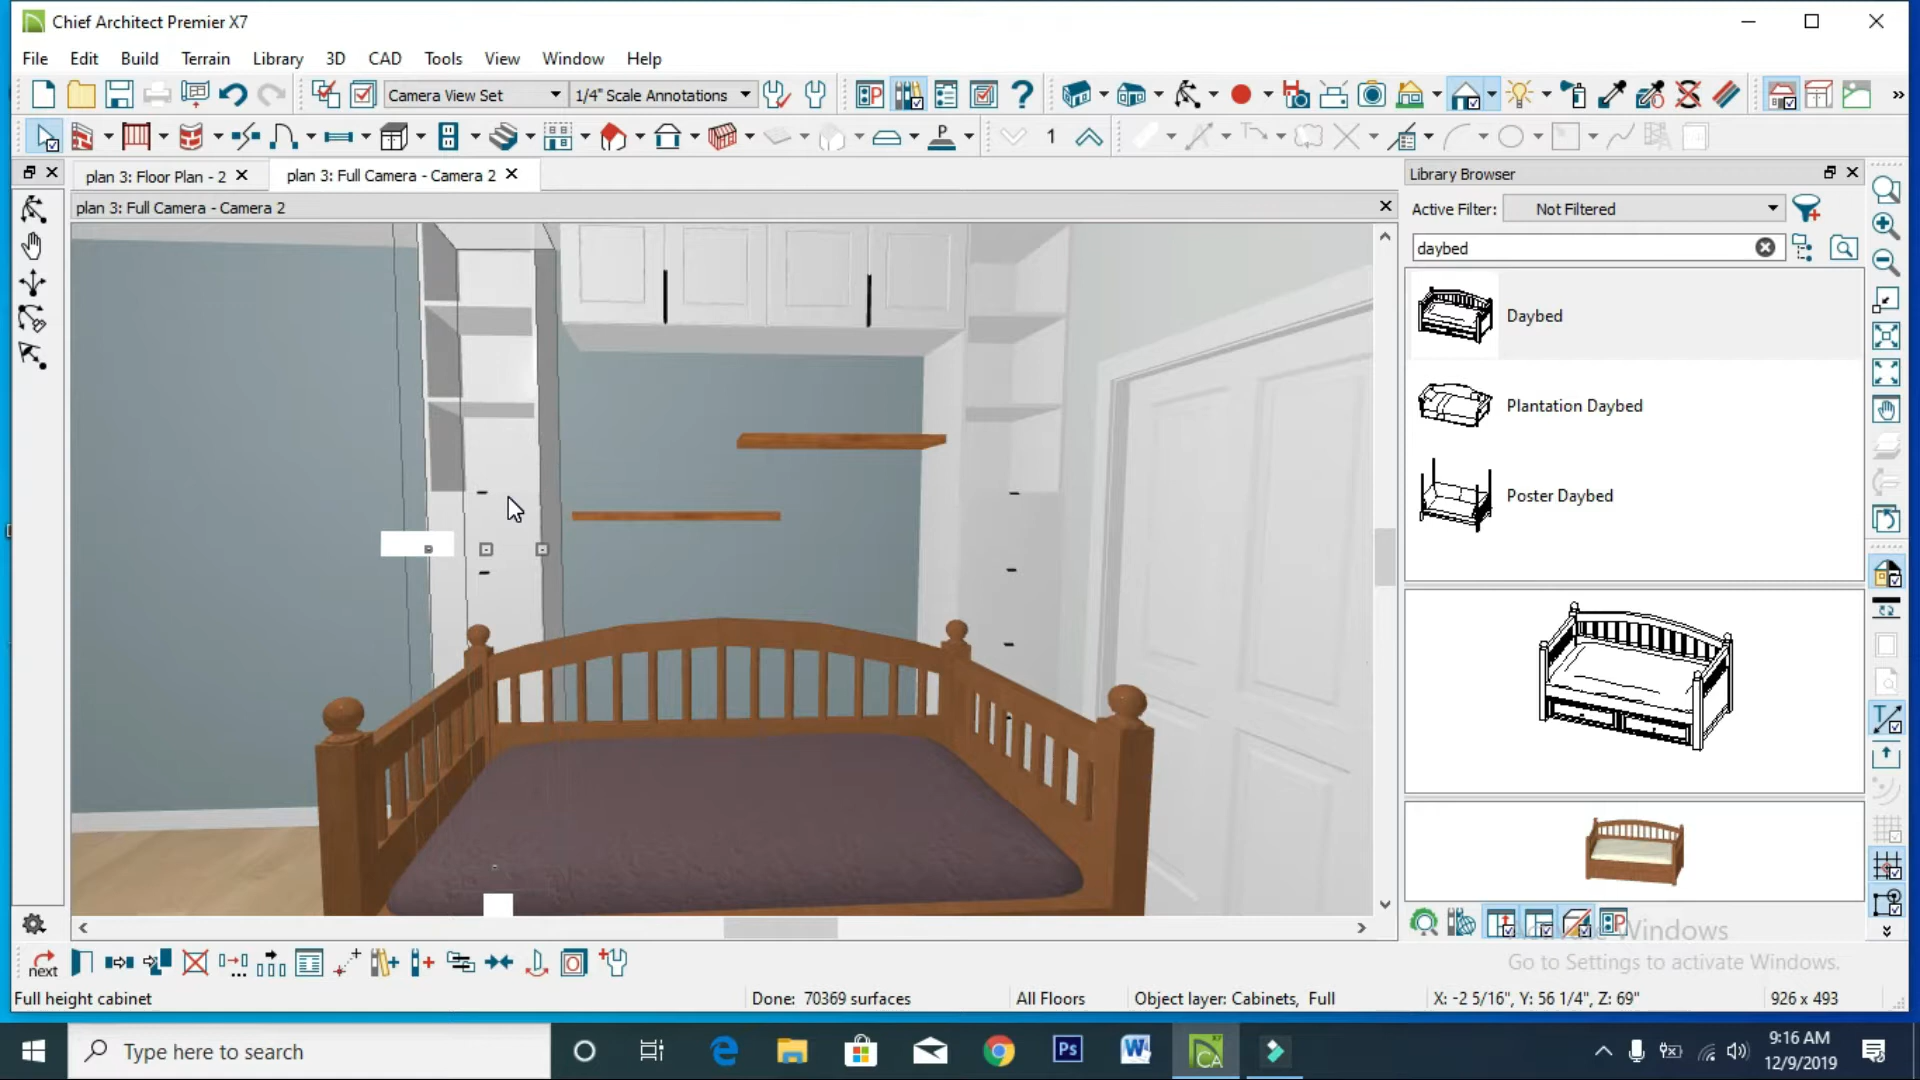 Chief Architect Premier X7
File Edit Build Terrain Library 3D CAD Tools View Window Help
Camera View Set 1/4" Scale Annotations
P 1
plan 3: Floor Plan - 2 plan 3: Full Camera - Camera 2
plan 3: Full Camera - Camera 2
Library Browser
Active Filter: Not Filtered
daybed
Daybed
Plantation Daybed
Poster Daybed
next
Activate Windows
Go to Settings to activate Windows.
Full height cabinet Done: 70369 surfaces All Floors Object layer: Cabinets, Full X: -2 5/16", Y: 56 1/4", Z: 69" 926 x 493
Type here to search
Ps
W
X7
CA
9:16 AM
12/9/2019